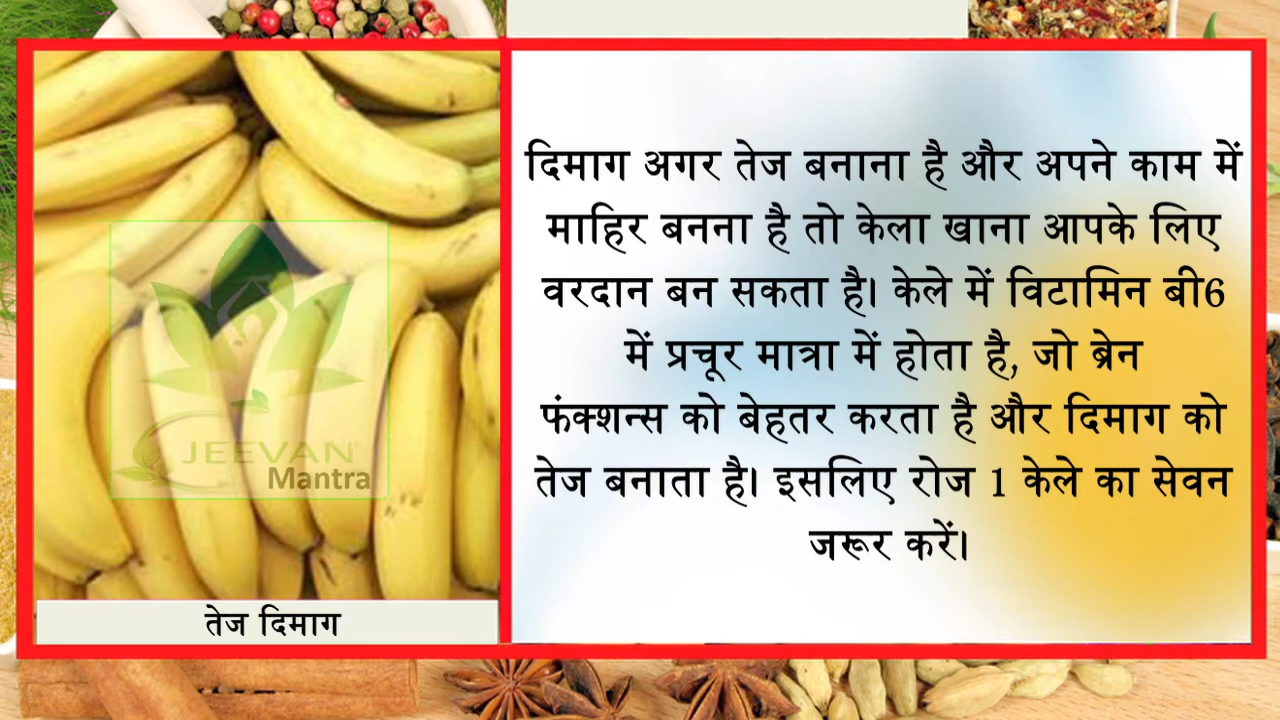 दिमाग अगर तेज बनाना है और अपने काम में
माहिर बनना है तो केला खाना आपके लिए
वरदान बन सकता है। केले में विटामिन बी6
में प्रचूर मात्रा में होता है, जो ब्रेन
फंक्शन्स को बेहतर करता है और दिमाग को
तेज बनाता है। इसलिए रोज 1 केले का सेवन
जरूर करें।
JEEVAN
Mantra
तेज दिमाग